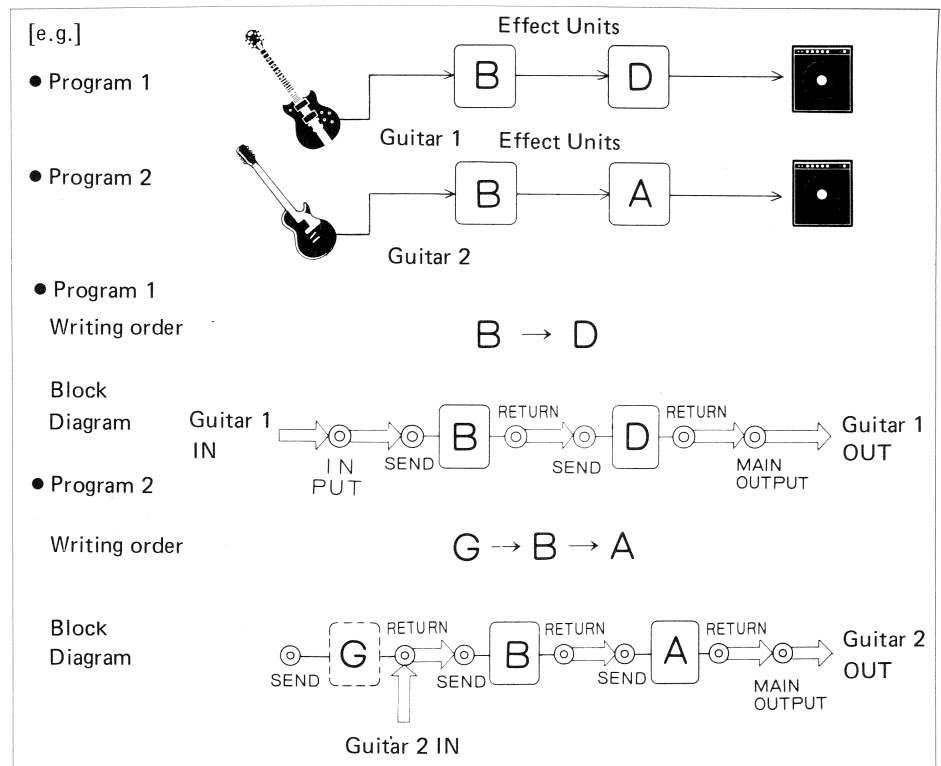 [e.g.]
Effect Units
● Program 1
B
D
Guitar 1
Effect Units
● Program 2
B
A
Guitar 2
● Program 1
Writing order
B → D
Block
Diagram
Guitar 1
IN
IN
PUT
SEND
B
RETURN
SEND
D
RETURN
MAIN
OUTPUT
Guitar 1
OUT
● Program 2
Writing order
G → B → A
Block
Diagram
SEND
G
RETURN
SEND
B
RETURN
SEND
A
RETURN
MAIN
OUTPUT
Guitar 2
OUT
Guitar 2 IN